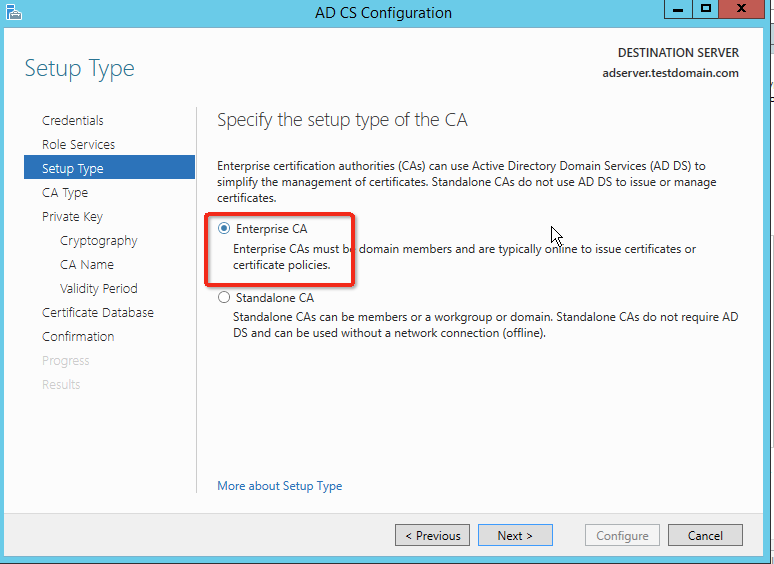 AD CS Configuration
x
DESTINATION SERVER
adserver.testdomain.com
Setup Type
Credentials
Role Services
Setup Type
CA Type
Private Key
Cryptography
CA Name
Validity Period
Certificate Database
Confirmation
Progress
Results
Specify the setup type of the CA
Enterprise certification authorities (CAs) can use Active Directory Domain Services (AD DS) to
simplify the management of certificates. Standalone CAs do not use AD DS to issue or manage
certificates.
Enterprise CA
Enterprise CAs must be domain members and are typically online to issue certificates or
certificate policies.
Standalone CA
Standalone CAs can be members or a workgroup or domain. Standalone CAs do not require AD
DS and can be used without a network connection (offline).
More about Setup Type
< Previous
Next >
Configure
Cancel